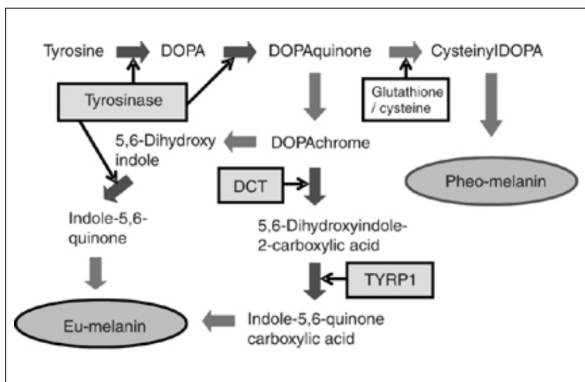 Tyrosine DOPA DOPAquinone CysteinylDOPA
Tyrosinase
Glutathione
/ cysteine
5,6-Dihydroxy
indole
DOPAchrome
DCT
Pheo-melanin
Indole-5,6-
quinone
5,6-Dihydroxyindole-
2-carboxylic acid
TYRP1
Eu-melanin
Indole-5,6-quinone
carboxylic acid